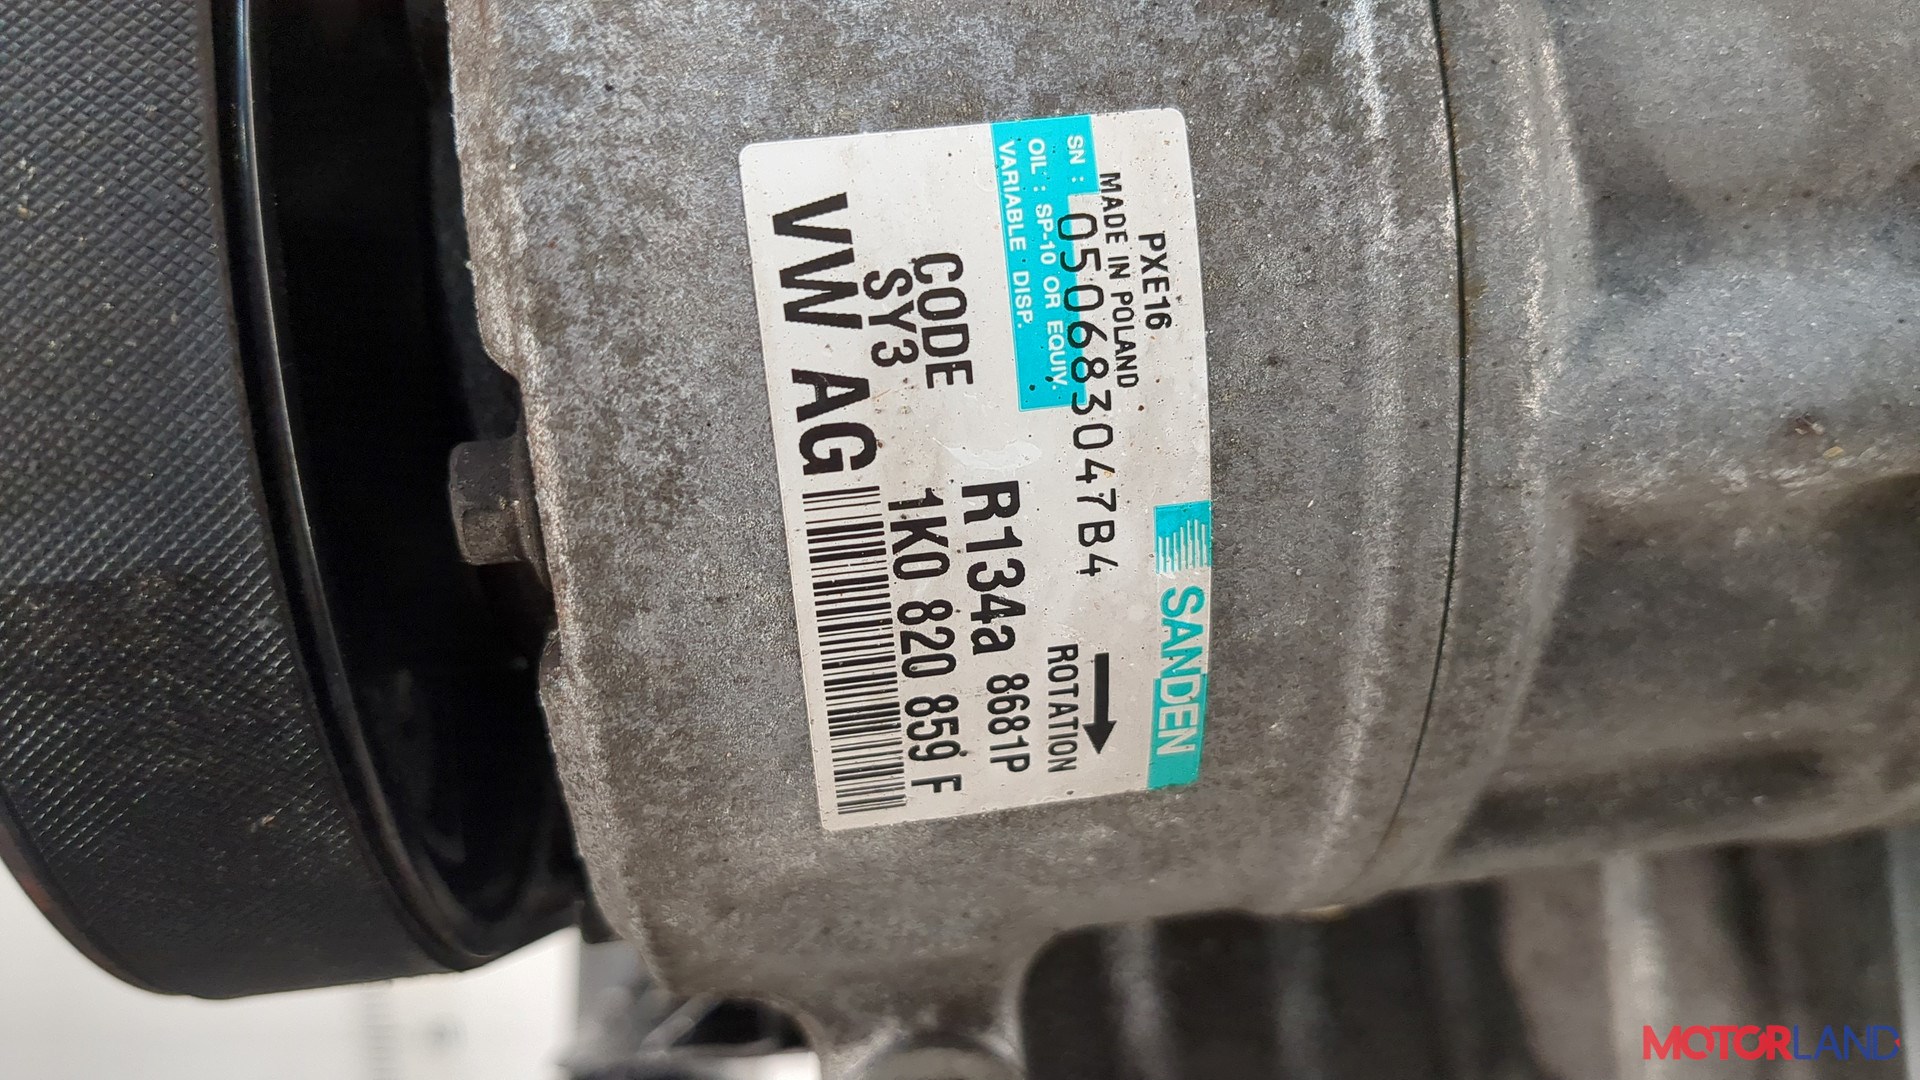 SANDEN
PXE16
MADE IN POLAND
SN : 050683047B4
OIL : SP-10 OR EQUIV.
VARIABLE DISP.
ROTATION
CODE
SY3
R134a 8681P
1K0 820 859 F
VW AG
MOTORLAND